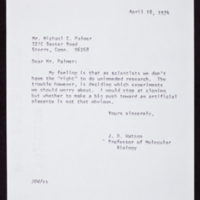 April 18, 1974
Mr. Michael C. Palmer
Storrs, Conn. 06268
Dear Mr. Palmer:
My feeling is that as scientists we don't
have the "right" to do unimpeded research. The
trouble however, is deciding which experiments
we should worry about. I would stop at cloning
but whether to make a big push toward an artificial
placenta is not that obvious.
Yours sincerely,
J. D. Watson
Professor of Molecular
Biology